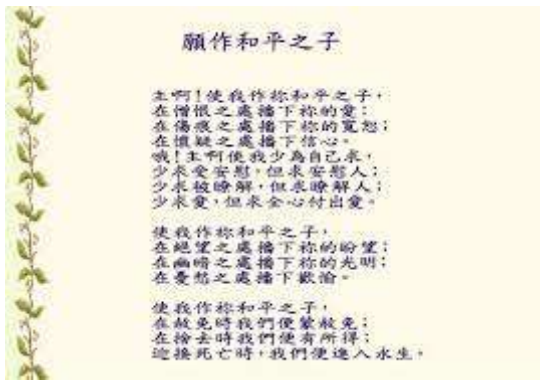 願作和平之子
主啊!使我作祢和平之子,
在憎恨之處播下祢的愛;
在傷痕之處播下祢的寬恕;
在懷疑之處播下信心。
哦!主啊使我少為自己求,
少求受安慰,但求安慰人;
少求被瞭解,但求瞭解人;
少求愛,但求全心付出愛。
使我作祢和平之子,
在絕望之處播下祢的盼望;
在幽暗之處播下祢的光明;
在憂愁之處播下歡愉。
使我作祢和平之子,
在赦免時我們便蒙赦免;
在捨去時我們便有所得;
迎接死亡時,我們便進入永生,